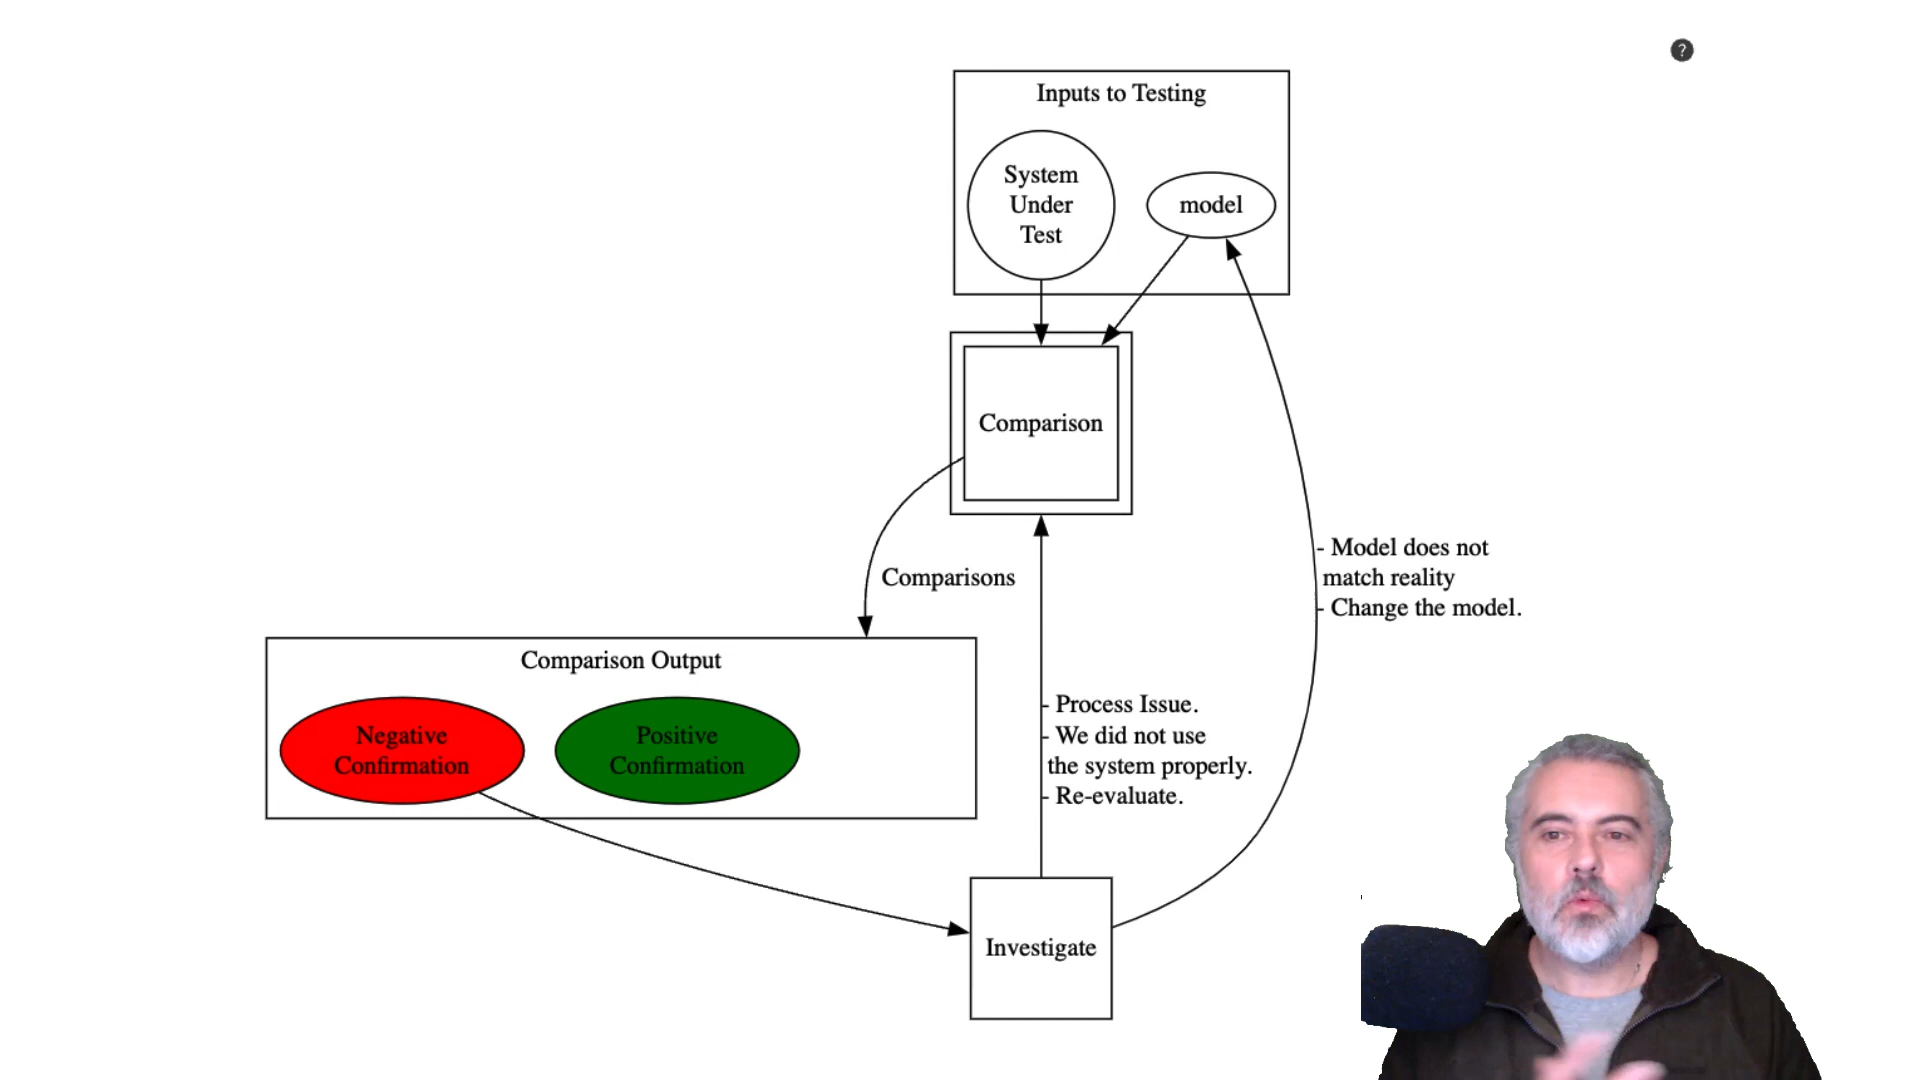 ?
Inputs to Testing
System
Under
Test
model
Comparison
Comparisons
- Model does not
match reality
- Change the model.
Comparison Output
Negative
Confirmation
Positive
Confirmation
- Process Issue.
- We did not use
the system properly.
- Re-evaluate.
Investigate